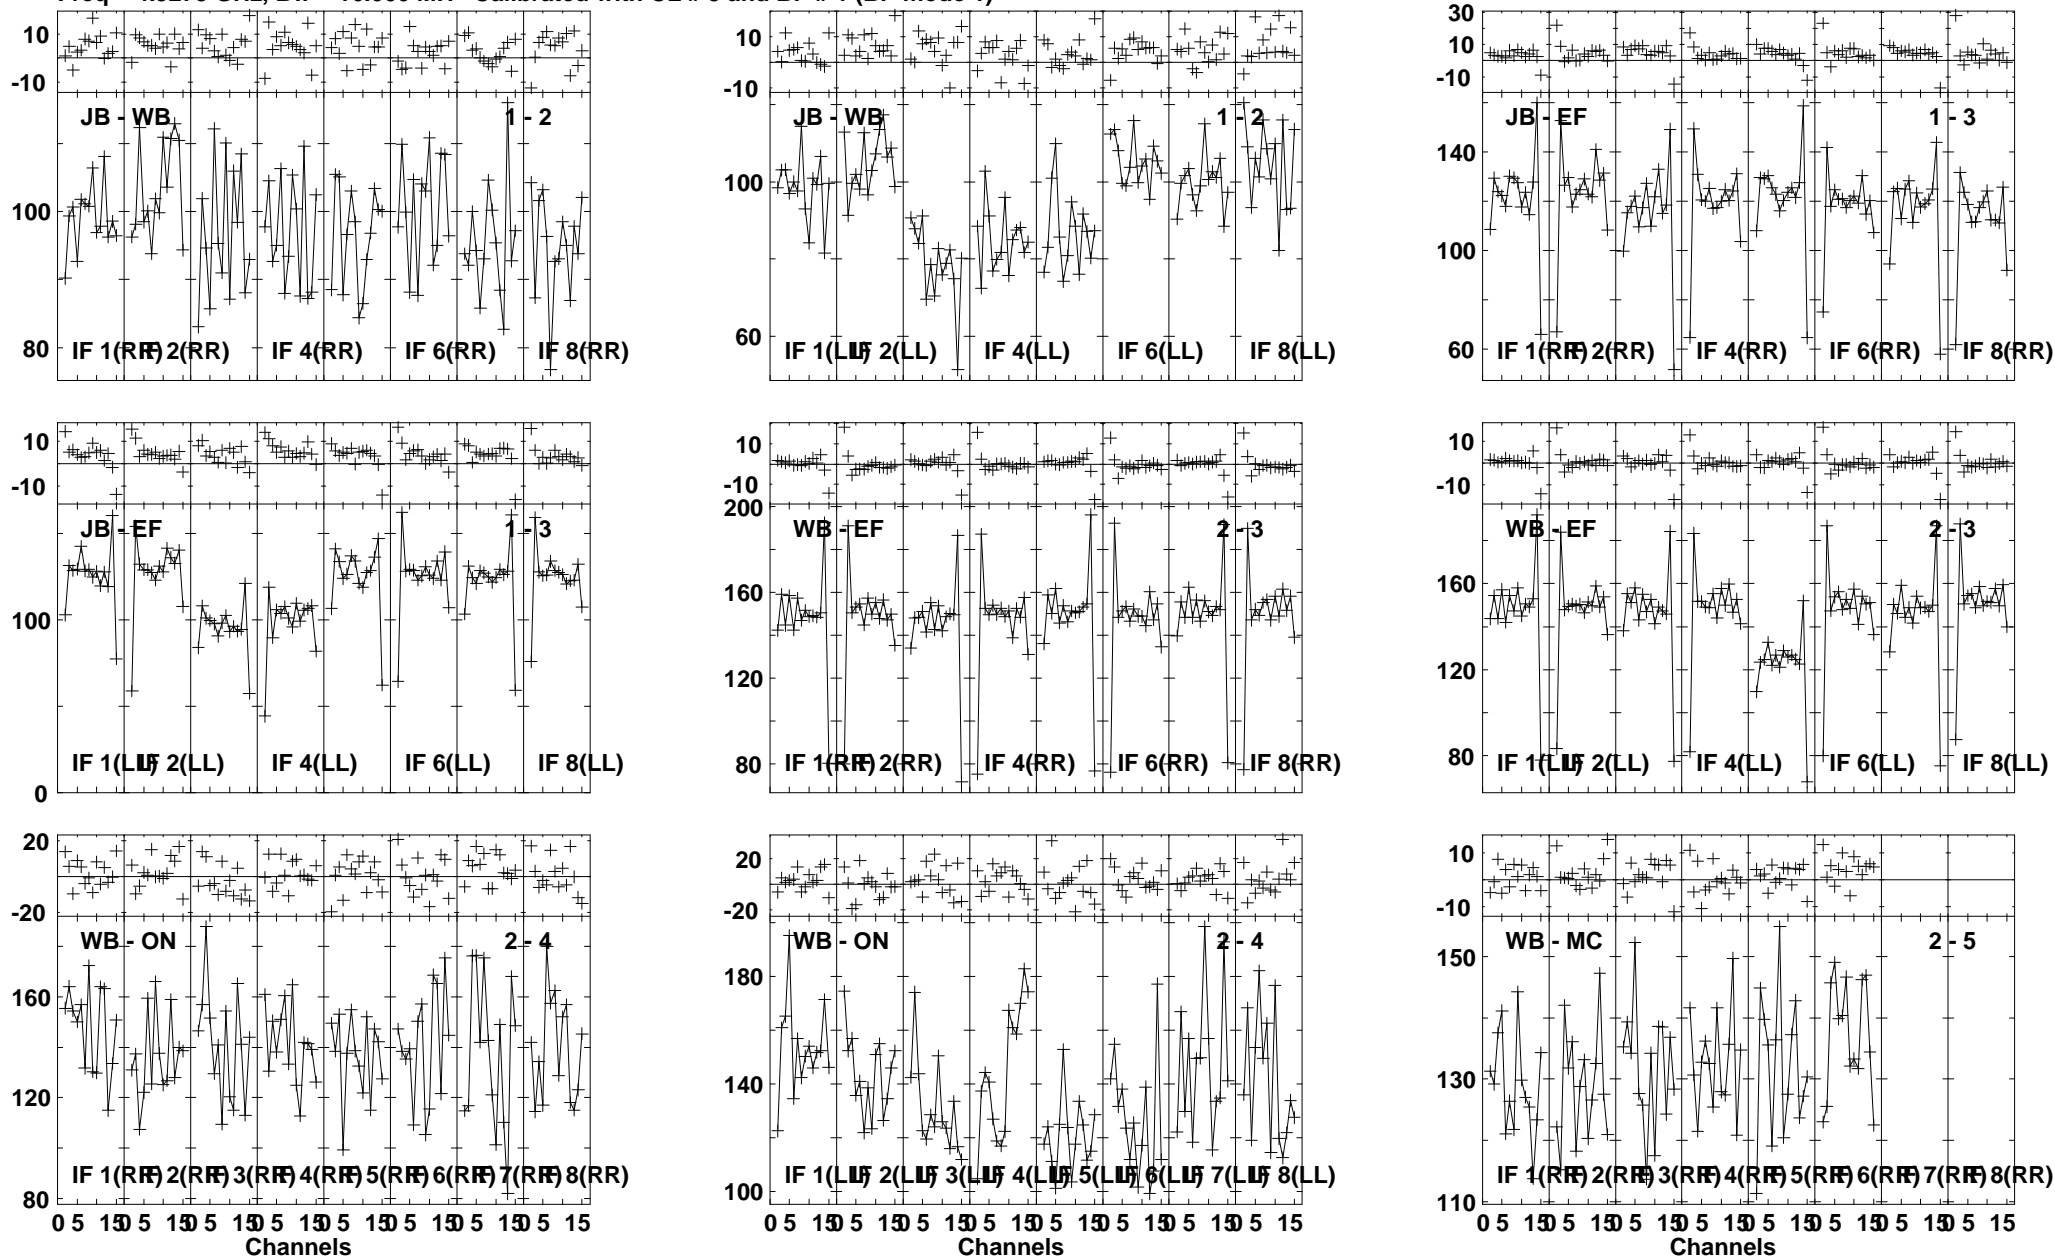 10
-10
JB - WB 1 - 2
100
80
IF 1(RR) IF 2(RR) IF 4(RR) IF 6(RR) IF 8(RR)
10
-10
JB - WB 1 - 2
100
60
IF 1(LL) IF 2(LL) IF 4(LL) IF 6(LL) IF 8(LL)
30
10
-10
JB - EF 1 - 3
140
100
60
IF 1(RR) IF 2(RR) IF 4(RR) IF 6(RR) IF 8(RR)
10
-10
JB - EF 1 - 3
100
0
IF 1(LL) IF 2(LL) IF 4(LL) IF 6(LL) IF 8(LL)
10
-10
200
WB - EF 2 - 3
160
120
80
IF 1(RR) IF 2(RR) IF 4(RR) IF 6(RR) IF 8(RR)
10
-10
WB - EF 2 - 3
160
120
80
IF 1(LL) IF 2(LL) IF 4(LL) IF 6(LL) IF 8(LL)
20
-20
WB - ON 2 - 4
160
120
80
IF 1(RR) IF 2(RR) IF 3(RR) IF 4(RR) IF 5(RR) IF 6(RR) IF 7(RR) IF 8(RR)
0 5 15 0 5 15 0 5 15 0 5 15 0 5 15 0 5 15 0 5 15 0 5 15
Channels
20
-20
WB - ON 2 - 4
180
140
100
IF 1(LL) IF 2(LL) IF 3(LL) IF 4(LL) IF 5(LL) IF 6(LL) IF 7(LL) IF 8(LL)
0 5 15 0 5 15 0 5 15 0 5 15 0 5 15 0 5 15 0 5 15 0 5 15
Channels
10
-10
WB - MC 2 - 5
150
130
110
IF 1(RR) IF 2(RR) IF 3(RR) IF 4(RR) IF 5(RR) IF 6(RR) IF 7(RR) IF 8(RR)
0 5 15 0 5 15 0 5 15 0 5 15 0 5 15 0 5 15 0 5 15 0 5 15
Channels